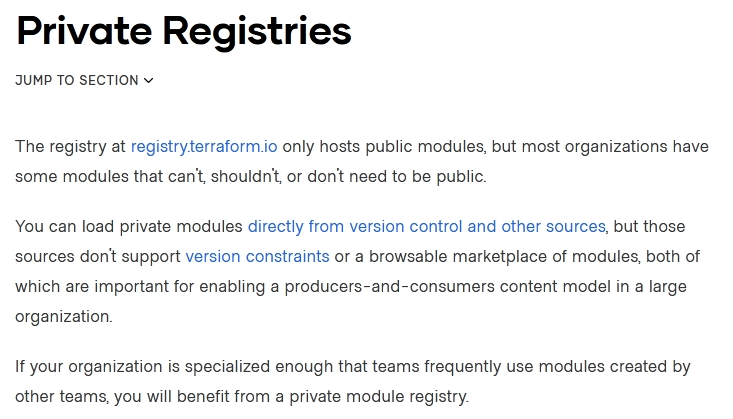 Private Registries
JUMP TO SECTION
The registry at registry.terraform.io only hosts public modules, but most organizations have
some modules that can't, shouldn't, or don't need to be public.
You can load private modules directly from version control and other sources, but those
sources don't support version constraints or a browsable marketplace of modules, both of
which are important for enabling a producers-and-consumers content model in a large
organization.
If your organization is specialized enough that teams frequently use modules created by
other teams, you will benefit from a private module registry.